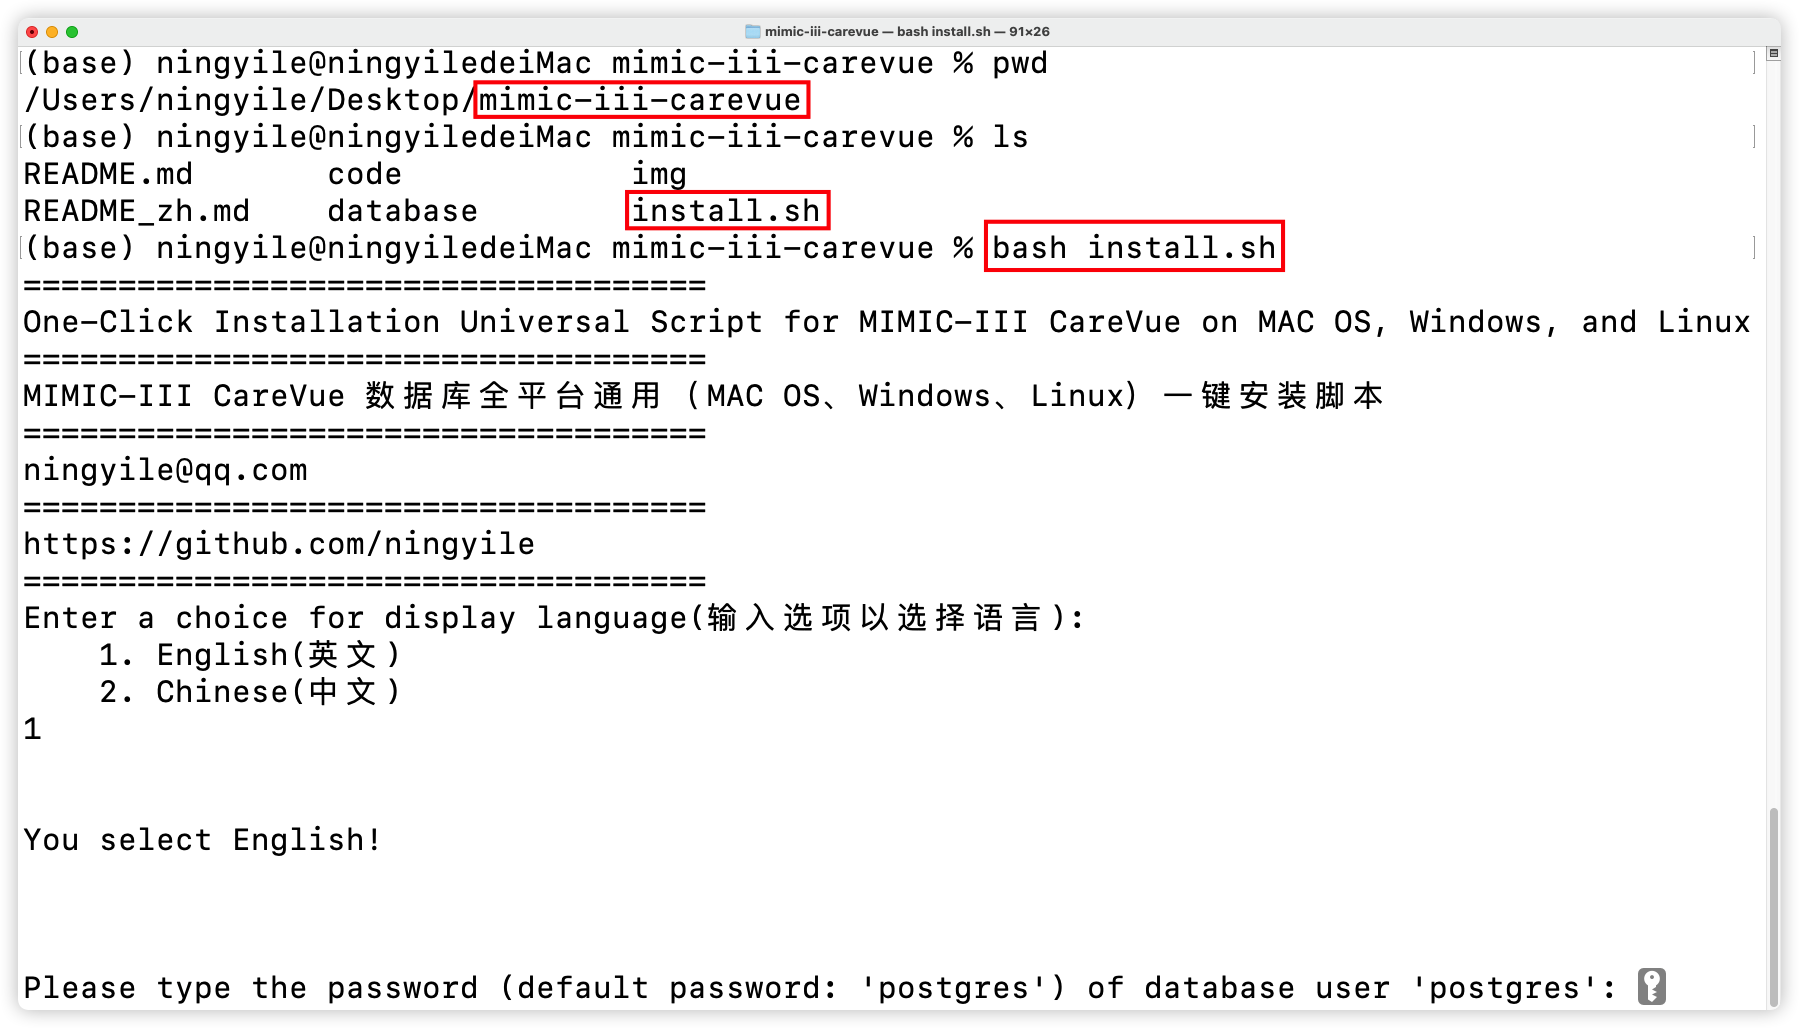 mimic-iii-carevue — bash install.sh — 91×26
(base) ningyile@ningyiledeiMac mimic-iii-carevue % pwd
/Users/ningyile/Desktop/mimic-iii-carevue
(base) ningyile@ningyiledeiMac mimic-iii-carevue % ls
README.md code img
README_zh.md database install.sh
(base) ningyile@ningyiledeiMac mimic-iii-carevue % bash install.sh
====================================
One-Click Installation Universal Script for MIMIC-III CareVue on MAC OS, Windows, and Linux
====================================
MIMIC-III CareVue 数据库全平台通用（MAC OS、Windows、Linux）一键安装脚本
====================================
ningyile@qq.com
====================================
https://github.com/ningyile
====================================
Enter a choice for display language(输入选项以选择语言):
1. English(英文)
2. Chinese(中文)
1
You select English!
Please type the password (default password: 'postgres') of database user 'postgres':